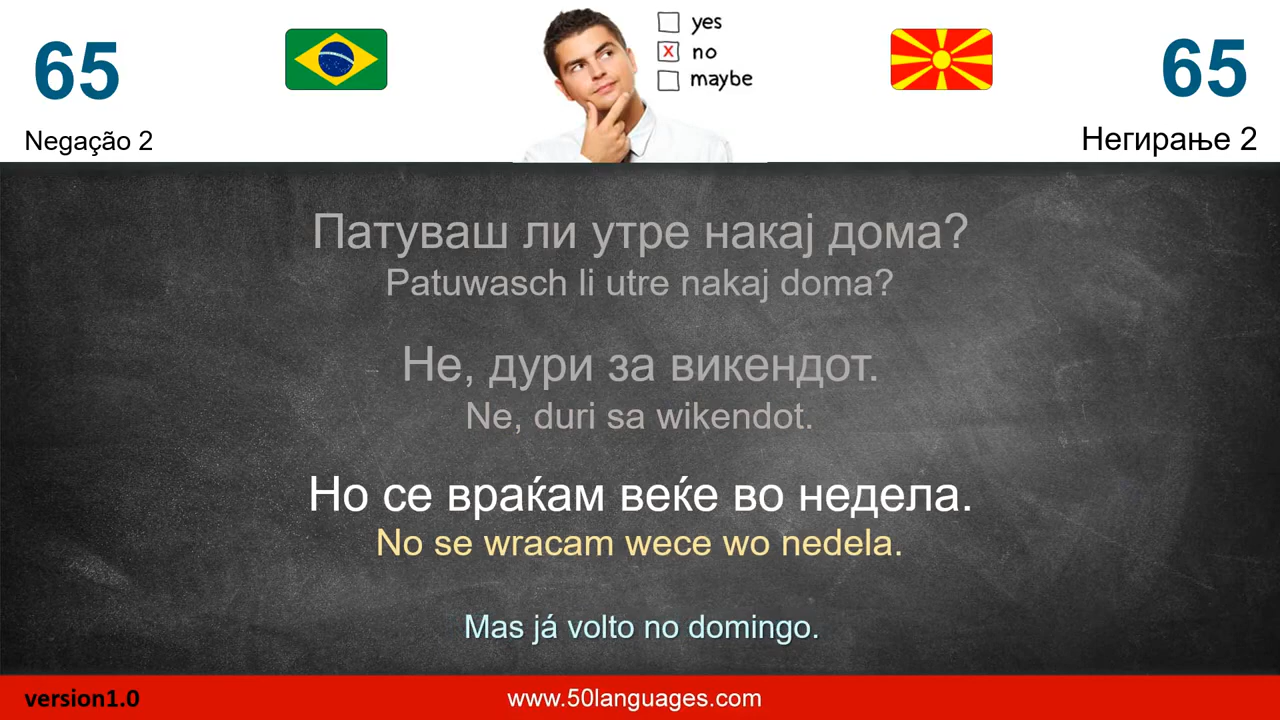 65
yes
no
maybe
65
Negação 2
Негирање 2
Патуваш ли утре накај дома?
Patuwasch li utre nakaj doma?
Не, дури за викендот.
Ne, duri sa wikendot.
Но се враќам веќе во недела.
No se wracam wece wo nedela.
Mas já volto no domingo.
version1.0
www.50languages.com